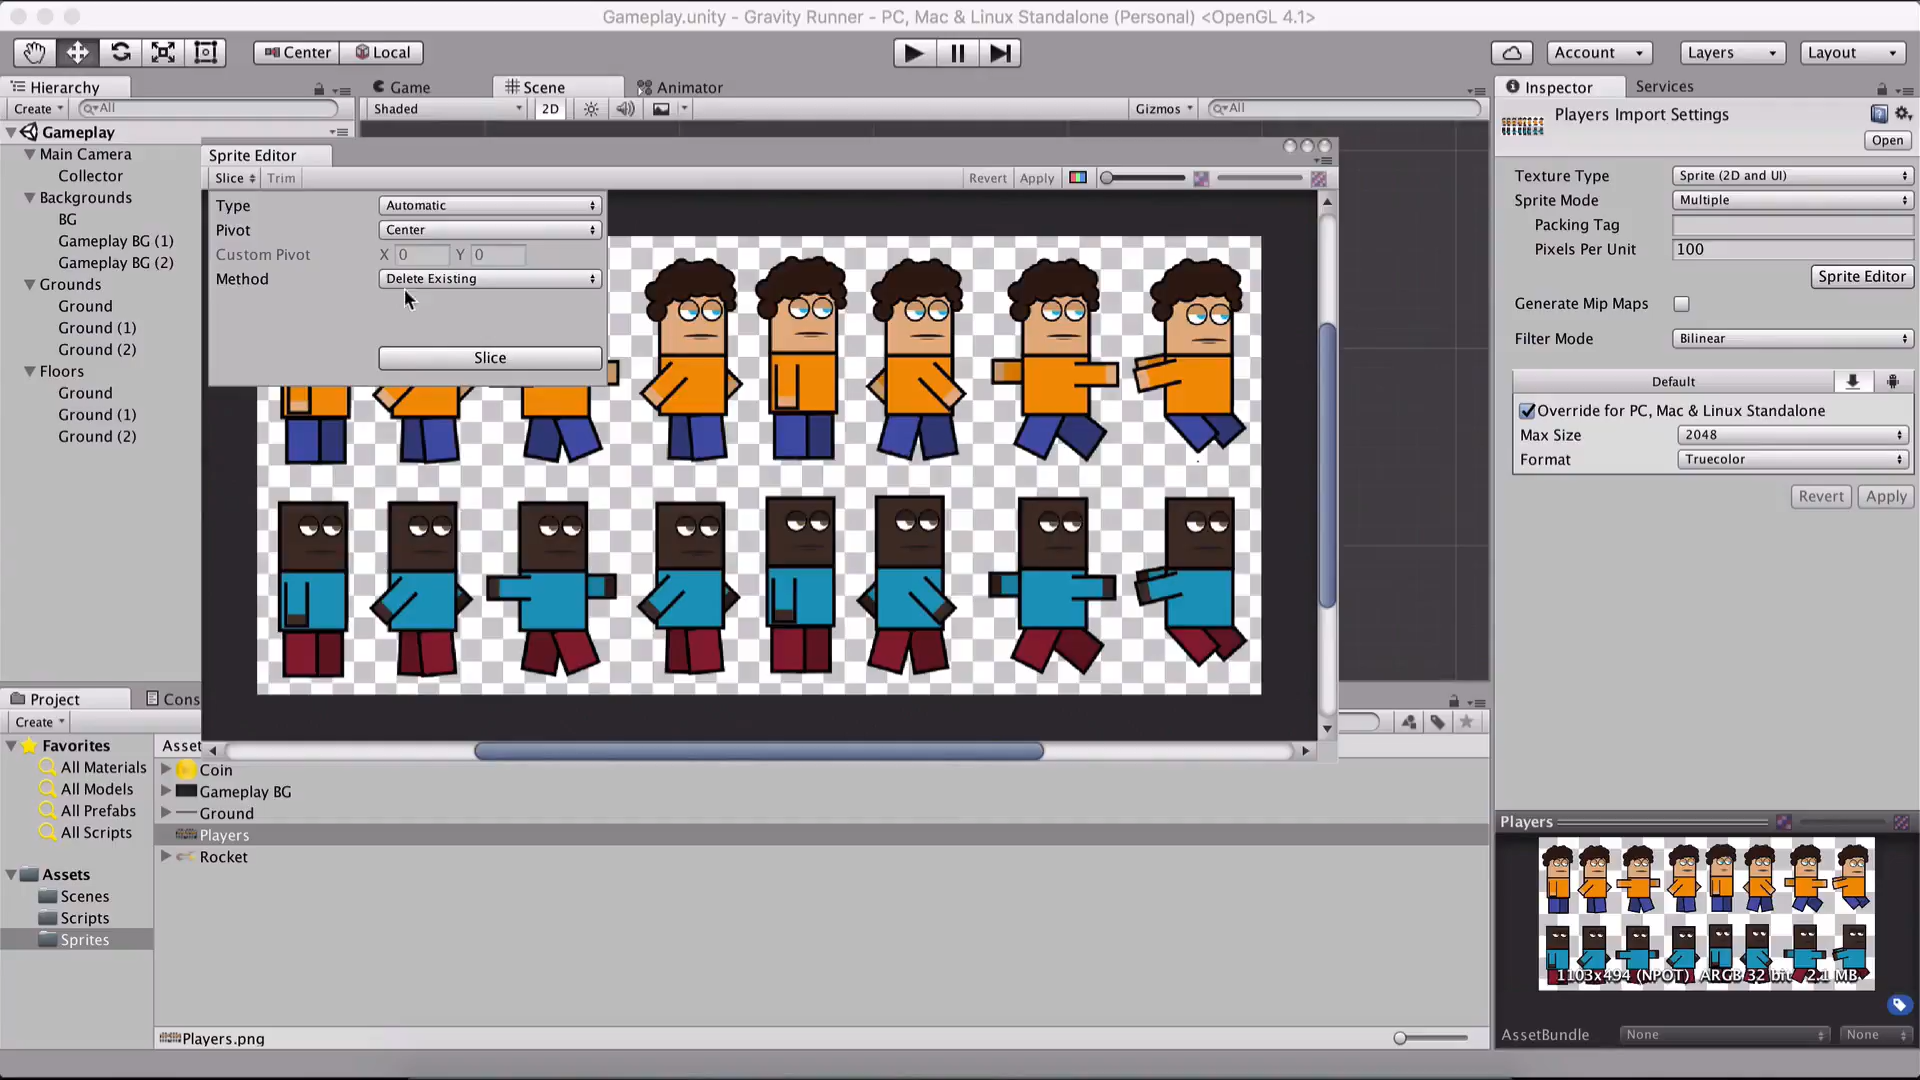 Gameplay.unity - Gravity Runner - PC, Mac & Linux Standalone (Personal) <OpenGL 4.1>
Center Local Account Layers Layout
Hierarchy Game Scene Animator Inspector Services
Create All Shaded 2D Gizmos All
Gameplay
Main Camera
Collector
Backgrounds
BG
Gameplay BG (1)
Gameplay BG (2)
Grounds
Ground
Ground (1)
Ground (2)
Floors
Ground
Ground (1)
Ground (2)
Sprite Editor
Slice Trim Revert Apply
Type Automatic
Pivot Center
Custom Pivot X 0 Y 0
Method Delete Existing
Slice
Players Import Settings
Open
Texture Type Sprite (2D and UI)
Sprite Mode Multiple
Packing Tag
Pixels Per Unit 100
Sprite Editor
Generate Mip Maps
Filter Mode Bilinear
Default
Override for PC, Mac & Linux Standalone
Max Size 2048
Format Truecolor
Revert Apply
Project Cons
Create
Favorites
All Materials
All Models
All Prefabs
All Scripts
Assets
Scenes
Scripts
Sprites
Asset
Coin
Gameplay BG
Ground
Players
Rocket
Players.png
Players
1103x494 (NPOT) ARGB 32 bit 2.1 MB
AssetBundle None None